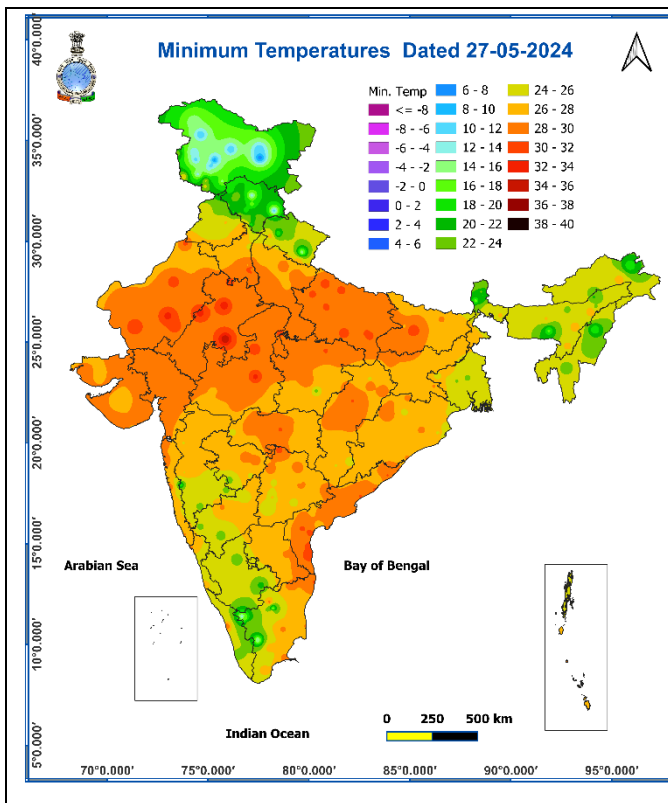 Minimum Temperatures Dated 27-05-2024
Min. Temp
<= -8
-8 - -6
-6 - -4
-4 - -2
-2 - 0
0 - 2
2 - 4
4 - 6
6 - 8
8 - 10
10 - 12
12 - 14
14 - 16
16 - 18
18 - 20
20 - 22
22 - 24
24 - 26
26 - 28
28 - 30
30 - 32
32 - 34
34 - 36
36 - 38
38 - 40
40°0.000'
35°0.000'
30°0.000'
25°0.000'
20°0.000'
15°0.000'
10°0.000'
5°0.000'
Arabian Sea
Bay of Bengal
Indian Ocean
0 250 500 km
70°0.000' 75°0.000' 80°0.000' 85°0.000' 90°0.000' 95°0.000'